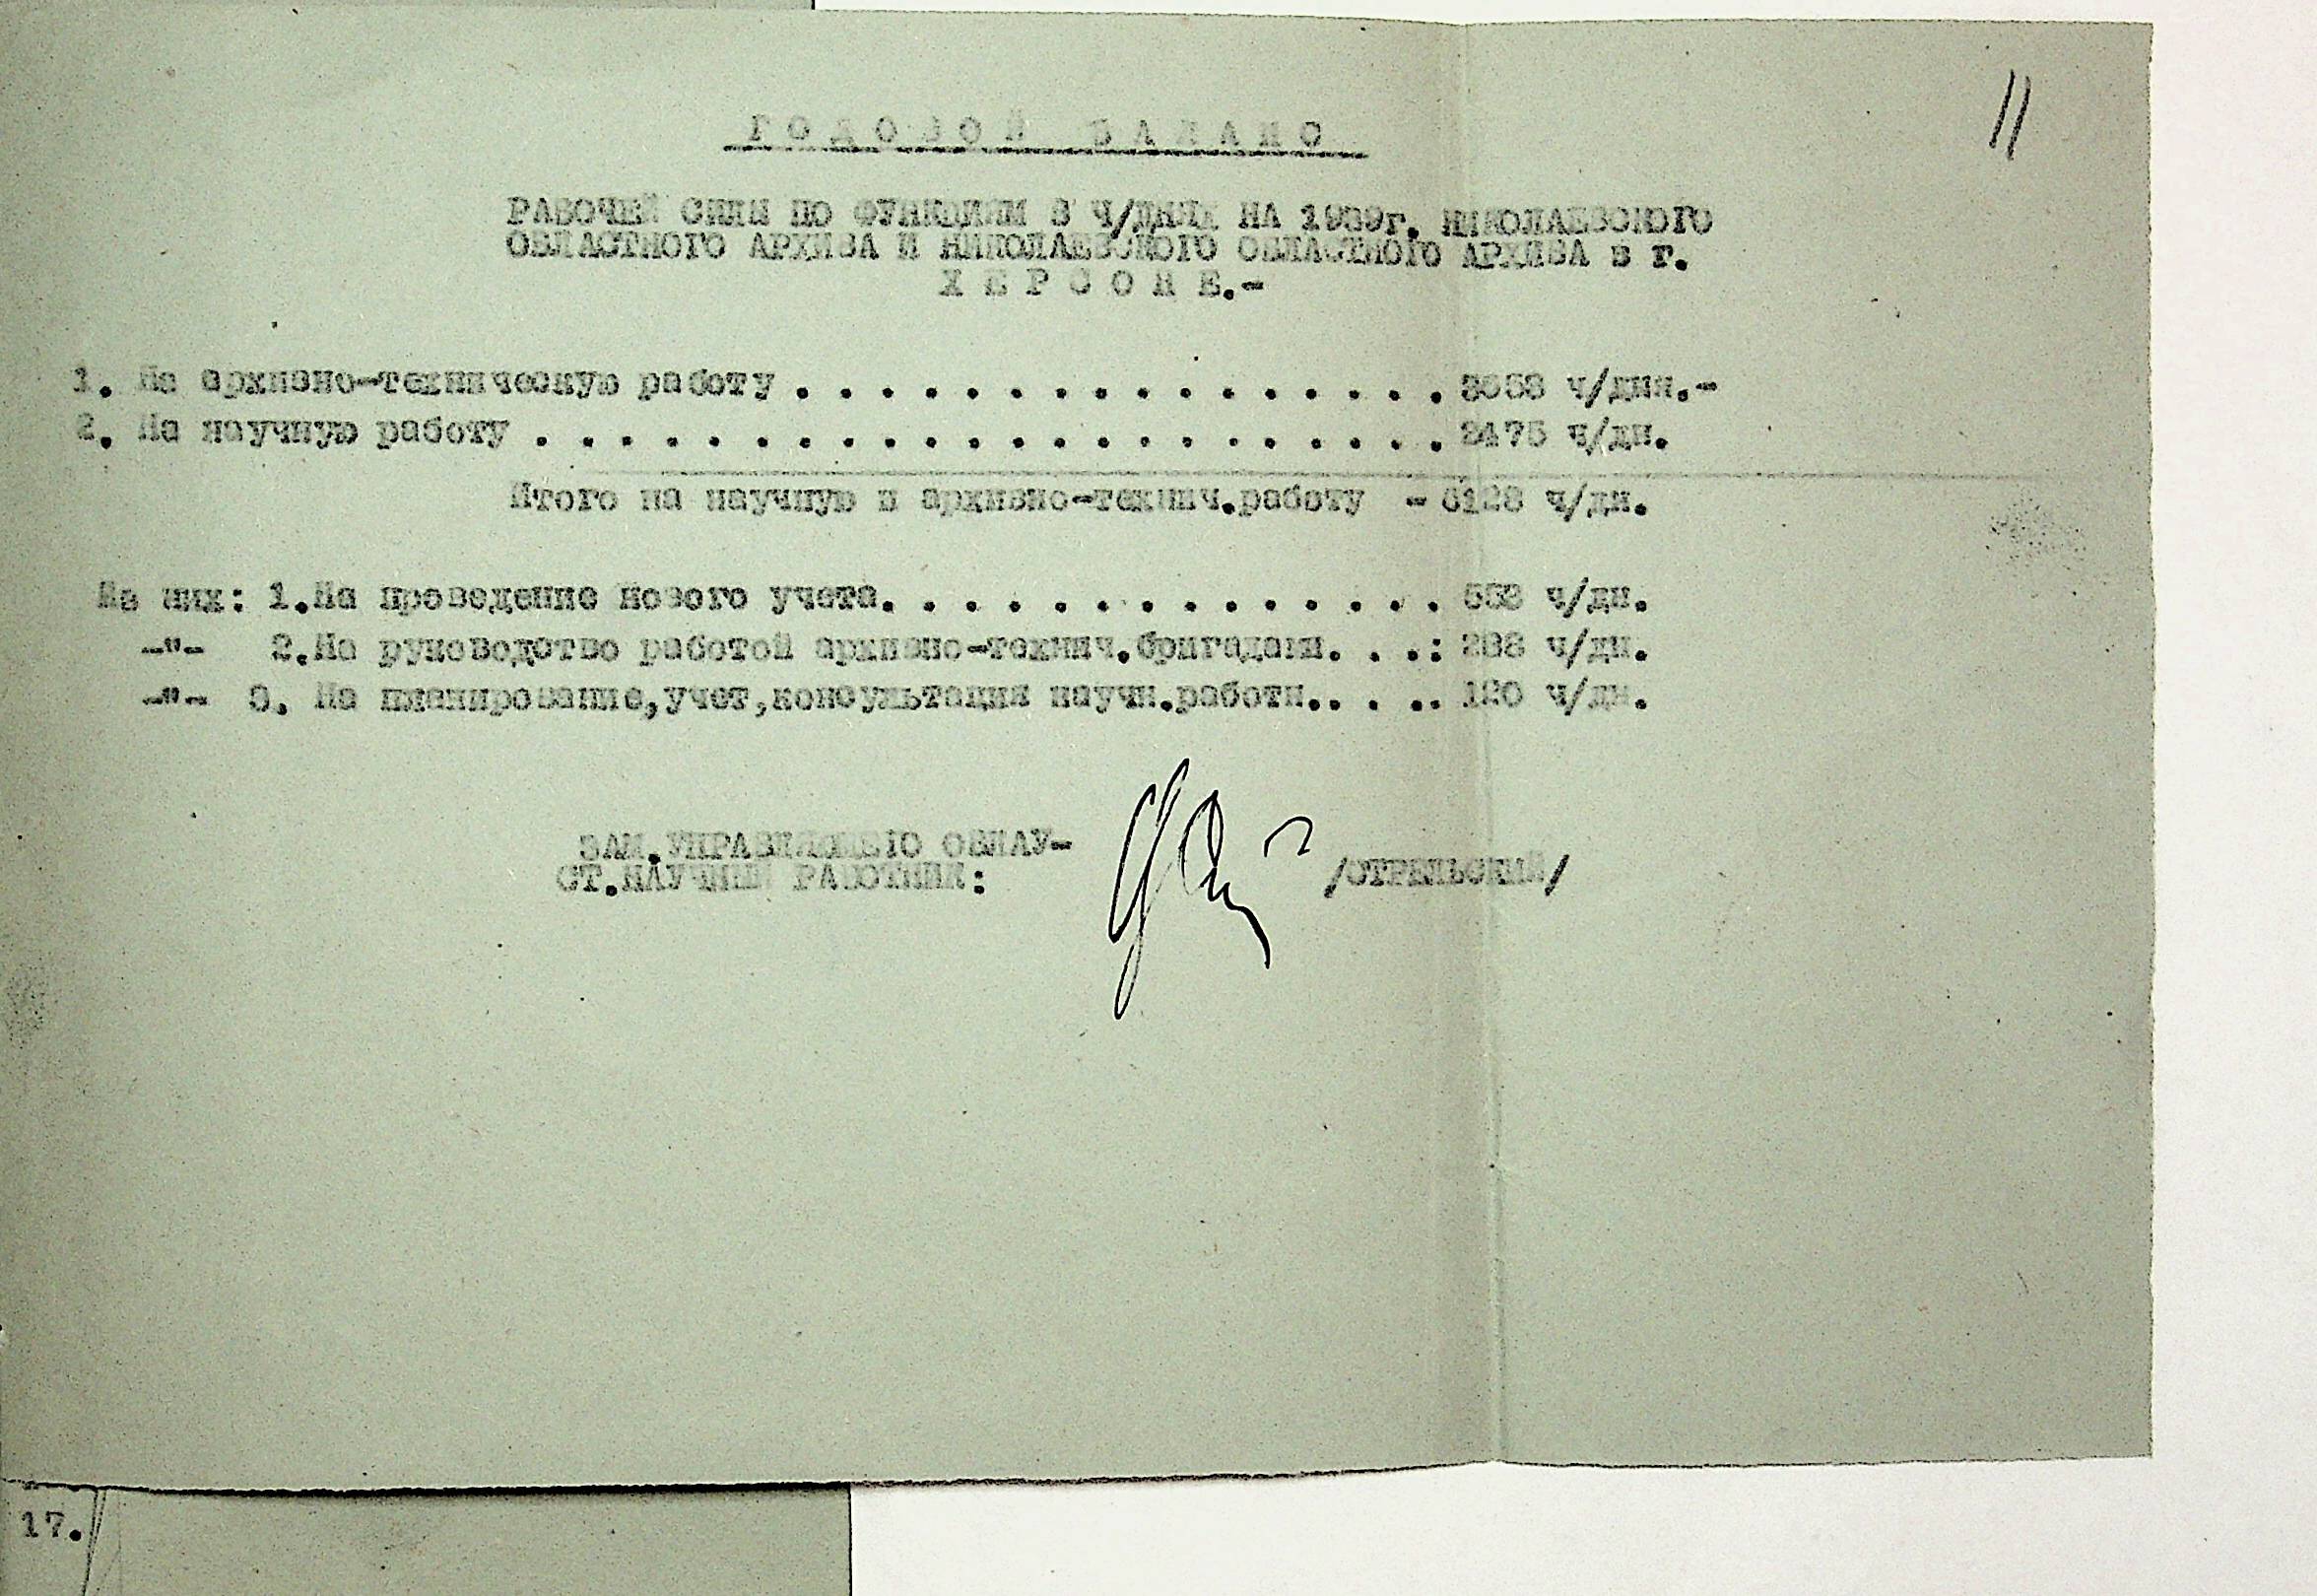 11
ГОДОВОЙ БАЛАНС
РАБОЧЕЙ СИЛЫ ПО ФУНКЦИЯМ В Ч/ДНЯХ НА 1939г. НИКОЛАЕВСКОГО
ОБЛАСТНОГО АРХИВА И НИКОЛАЕВСКОГО ОБЛАСТНОГО АРХИВА в г.
ХЕРСОНЕ.-
1. На архивно-техническую работу . . . . . . . . . . . . . . . 3653 ч/дня.-
2. На научную работу . . . . . . . . . . . . . . . . . . . . . 2475 ч/дн.
Итого на научную и архивно-технич.работу - 6128 ч/дн.
Из них: 1.На проведение нового учета. . . . . . . . . . . . . . ч/дн.
-"- 2.На руководство работой архивно-технич.бригадами. . .: 288 ч/дн.
-"- 3. На планирование,учет,консультация научн.работы.. . .. 120 ч/дн.
ЗАМ.УПРАВЛЯЮЩЕГО ОБЛАУ-
СТ.НАУЧНЫЙ РАБОТНИК: /СТРЕЛЬСКИЙ/
17.